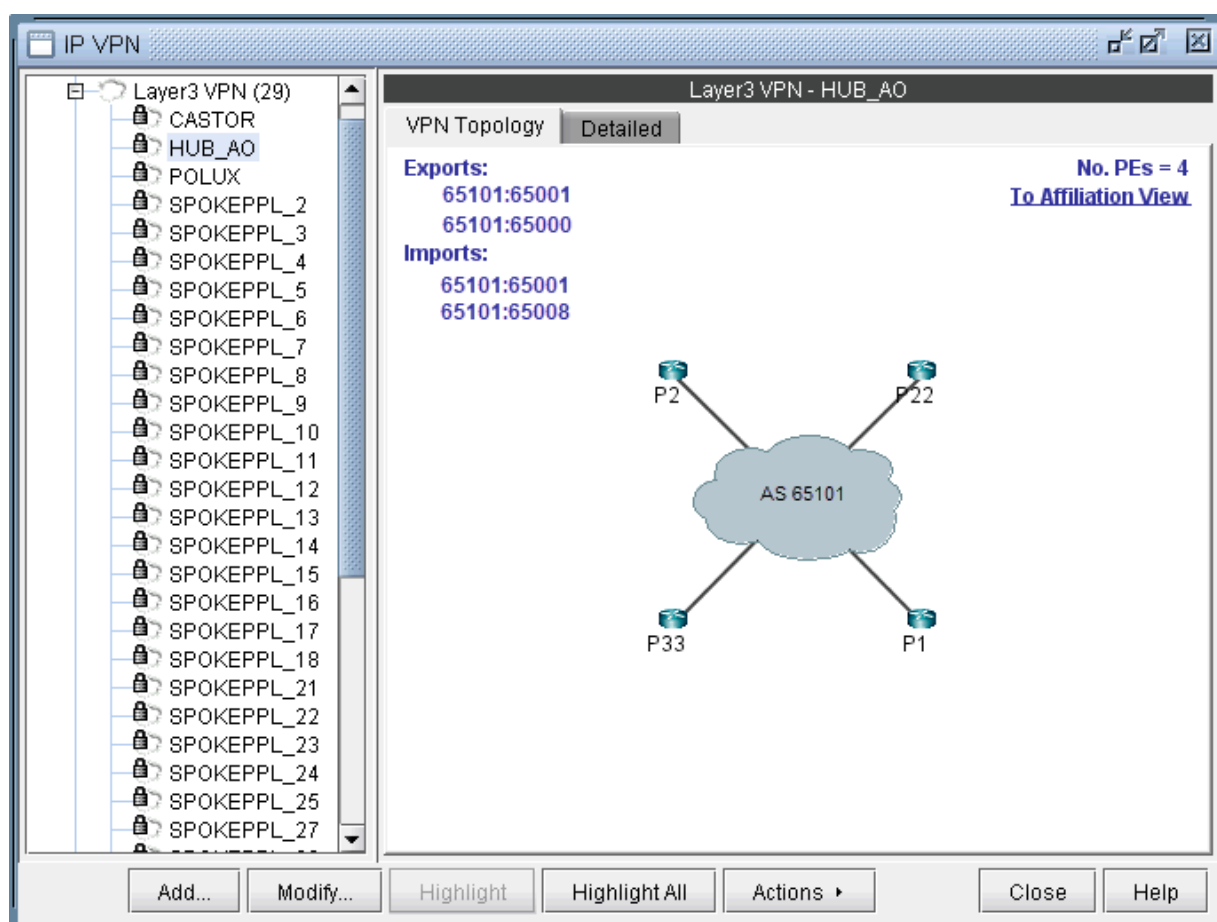 IP VPN
Layer3 VPN (29)
CASTOR
HUB_AO
POLUX
SPOKEPPL_2
SPOKEPPL_3
SPOKEPPL_4
SPOKEPPL_5
SPOKEPPL_6
SPOKEPPL_7
SPOKEPPL_8
SPOKEPPL_9
SPOKEPPL_10
SPOKEPPL_11
SPOKEPPL_12
SPOKEPPL_13
SPOKEPPL_14
SPOKEPPL_15
SPOKEPPL_16
SPOKEPPL_17
SPOKEPPL_18
SPOKEPPL_21
SPOKEPPL_22
SPOKEPPL_23
SPOKEPPL_24
SPOKEPPL_25
SPOKEPPL_27
Layer3 VPN - HUB_AO
VPN Topology Detailed
Exports:
65101:65001
65101:65000
Imports:
65101:65001
65101:65008
No. PEs = 4
To Affiliation View
P2
P22
AS 65101
P33
P1
Add... Modify... Highlight Highlight All Actions Close Help